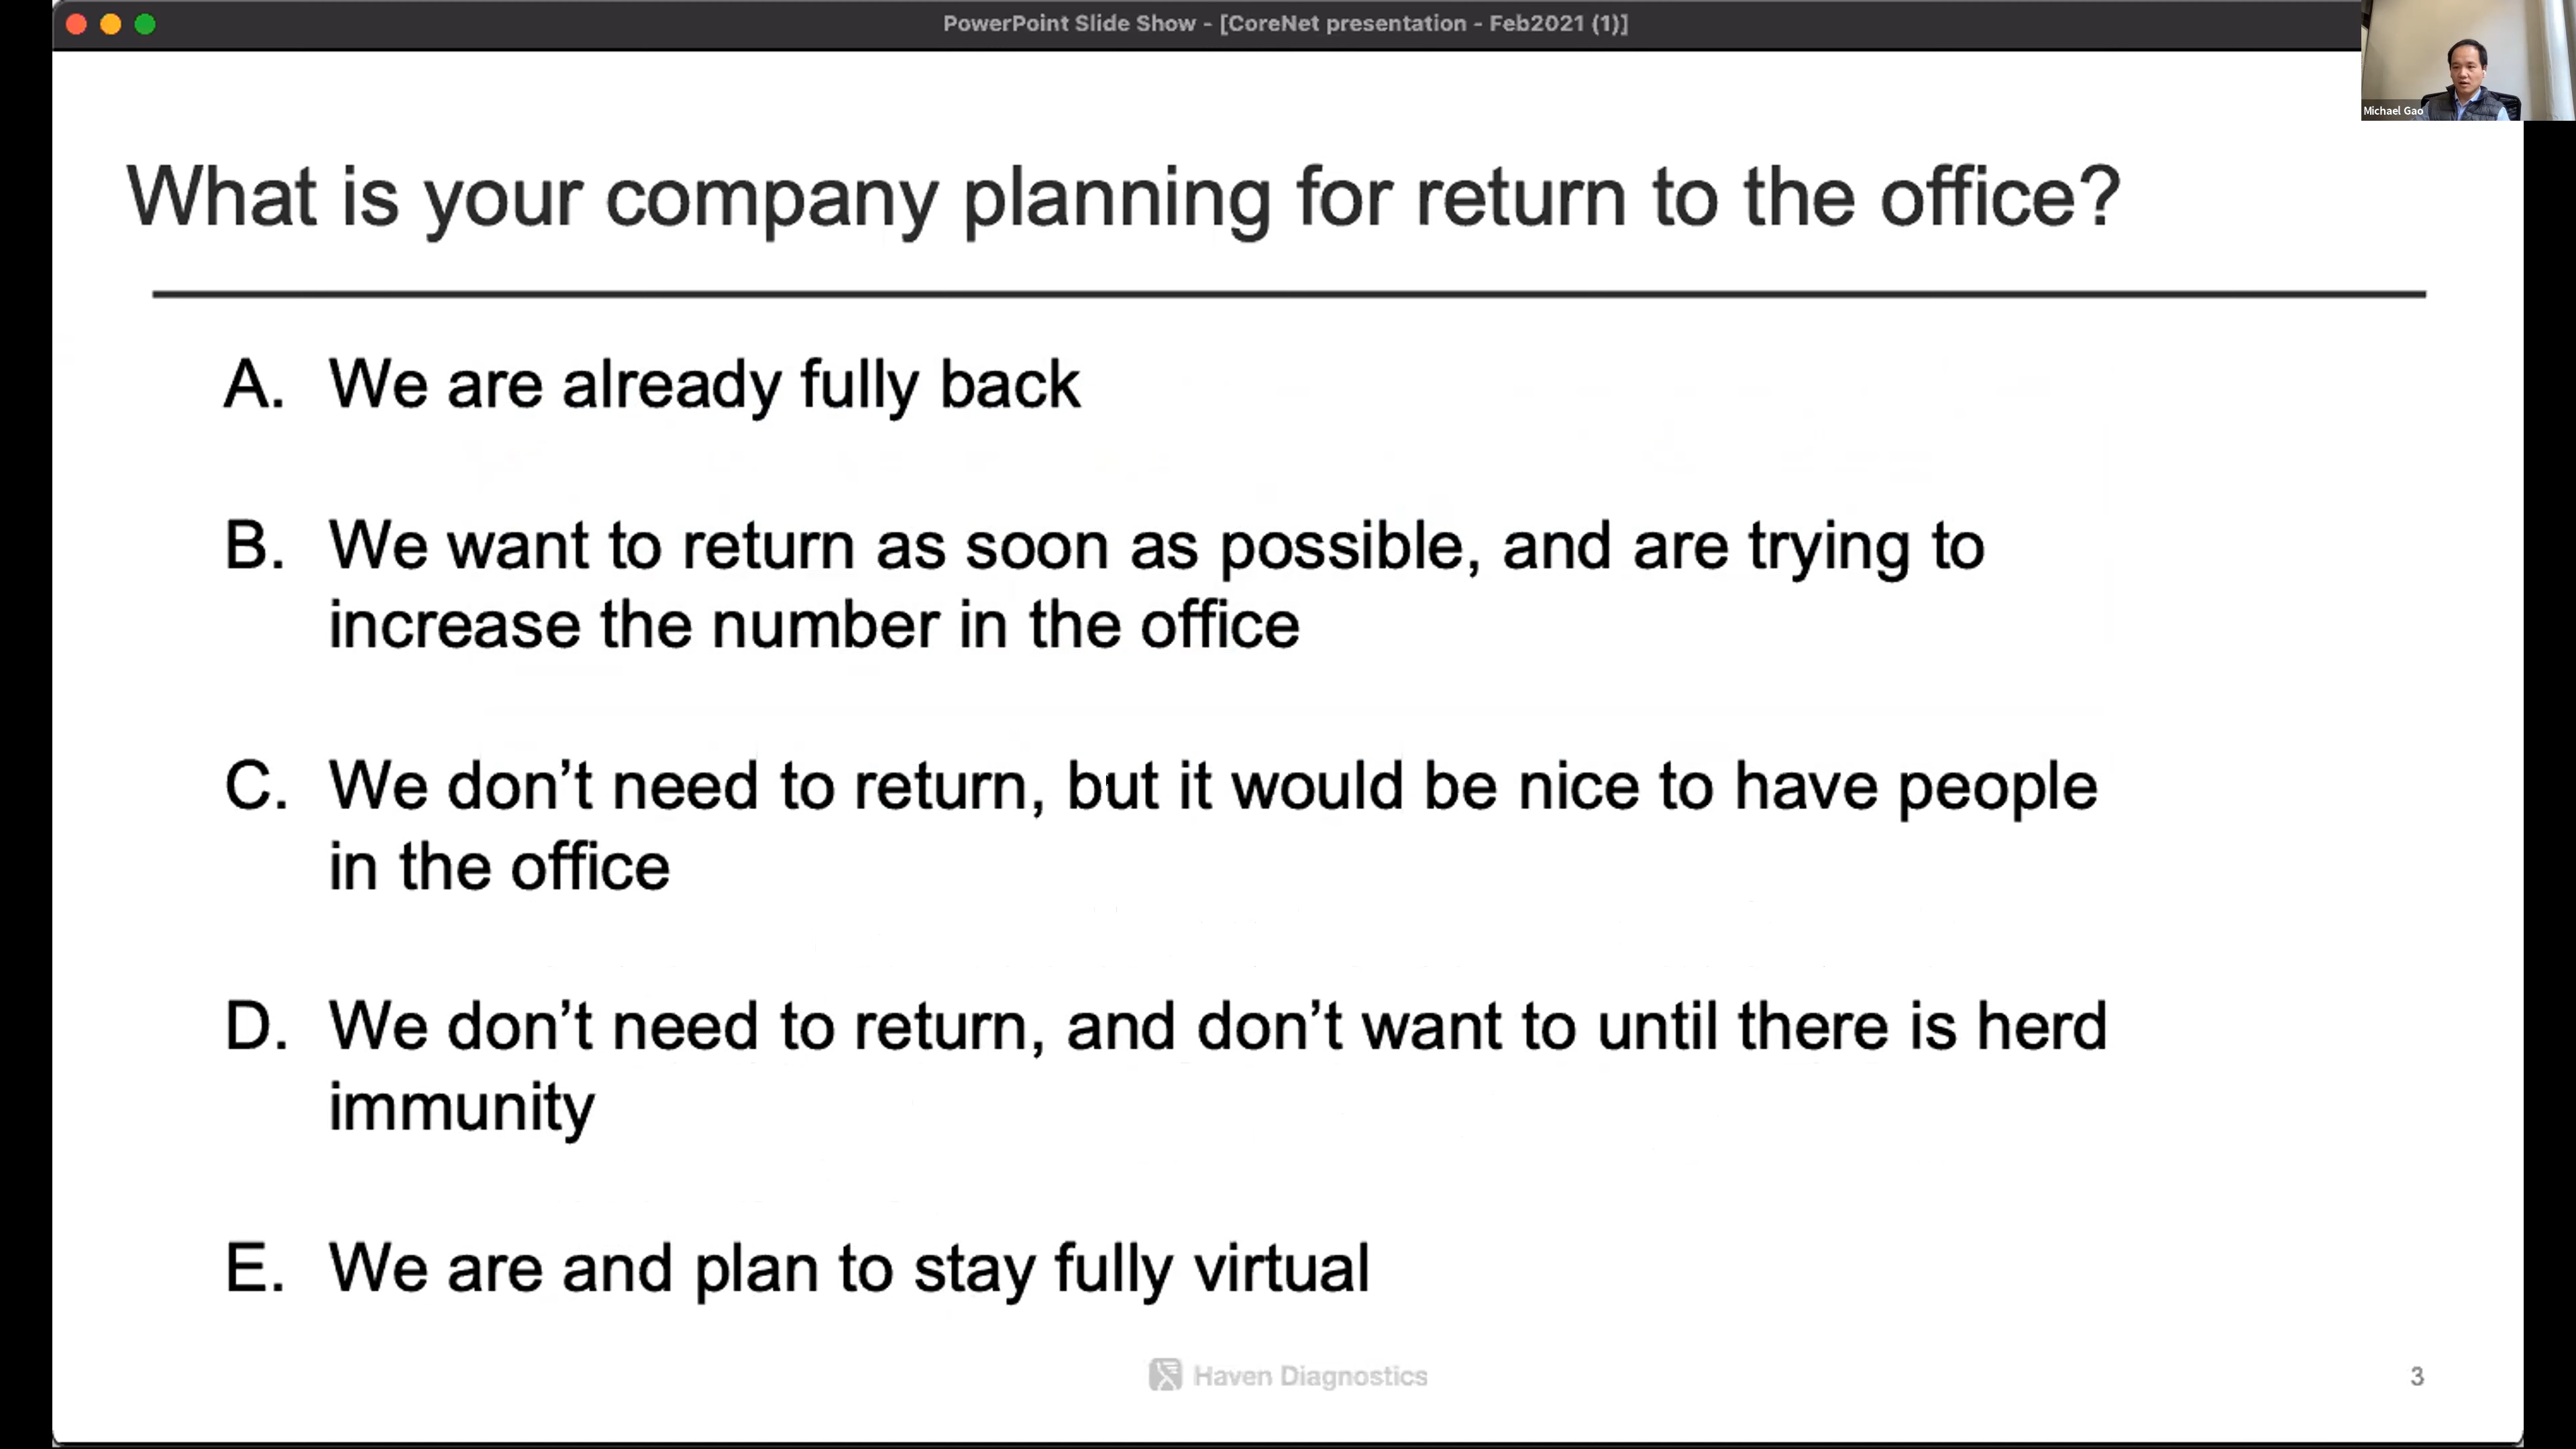 PowerPoint Slide Show - [CoreNet presentation - Feb2021 (1)]
Michael Gao
What is your company planning for return to the office?
A. We are already fully back
B. We want to return as soon as possible, and are trying to
increase the number in the office
C. We don’t need to return, but it would be nice to have people
in the office
D. We don’t need to return, and don’t want to until there is herd
immunity
E. We are and plan to stay fully virtual
Haven Diagnostics
3